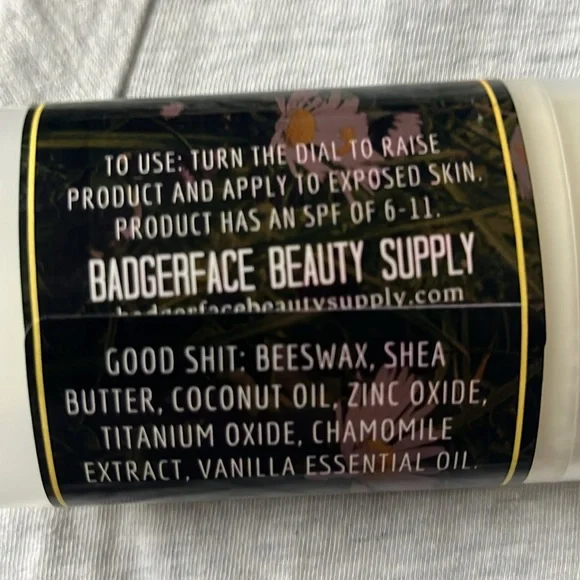 TO USE: TURN THE DIAL TO RAISE
PRODUCT AND APPLY TO EXPOSED SKIN.
PRODUCT HAS AN SPF OF 6-11.
BADGERFACE BEAUTY SUPPLY
badgerfacebeautysupply.com
GOOD SHIT: BEESWAX, SHEA
BUTTER, COCONUT OIL, ZINC OXIDE,
TITANIUM OXIDE, CHAMOMILE
EXTRACT, VANILLA ESSENTIAL OIL.